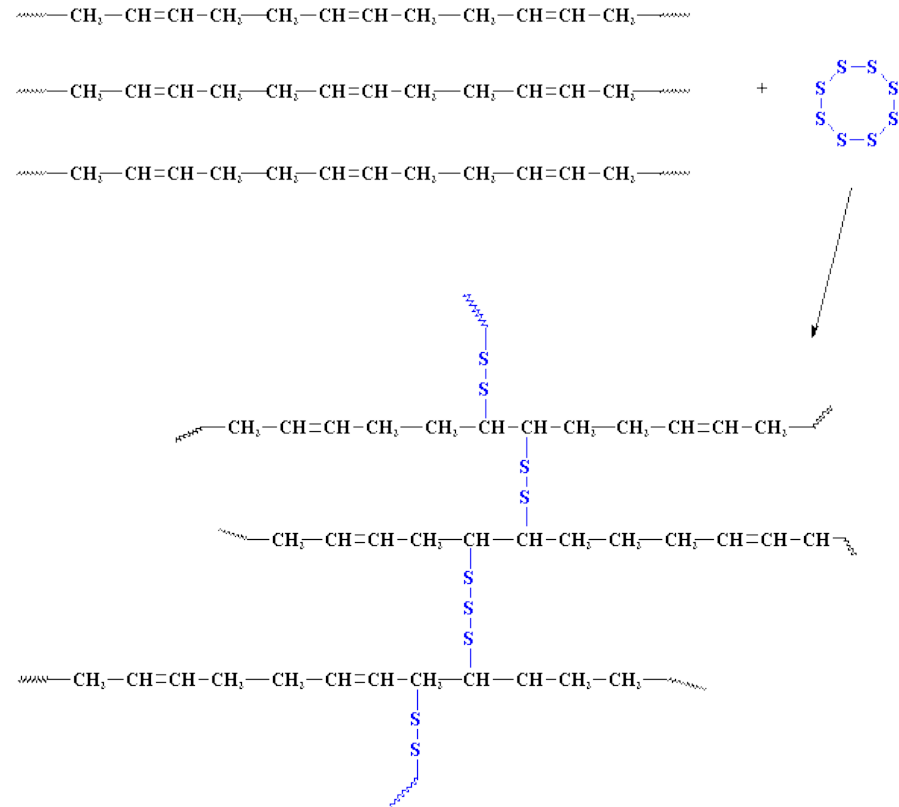 CH₂—CH=CH—CH₂—CH₂—CH=CH—CH₂—CH₂—CH=CH—CH₂
S—S
CH₂—CH=CH—CH₂—CH₂—CH=CH—CH₂—CH₂—CH=CH—CH₂ + S S
S S
S—S
CH₂—CH=CH—CH₂—CH₂—CH=CH—CH₂—CH₂—CH=CH—CH₂
S
S
CH₂—CH=CH—CH₂—CH₂—CH—CH—CH₂—CH₂—CH=CH—CH₂
S
S
CH₂—CH=CH—CH₂—CH—CH—CH₂—CH₂—CH₂—CH=CH—CH
S
S
S
CH₂—CH=CH—CH₂—CH₂—CH=CH—CH₂—CH—CH—CH₂—CH₂
S
S